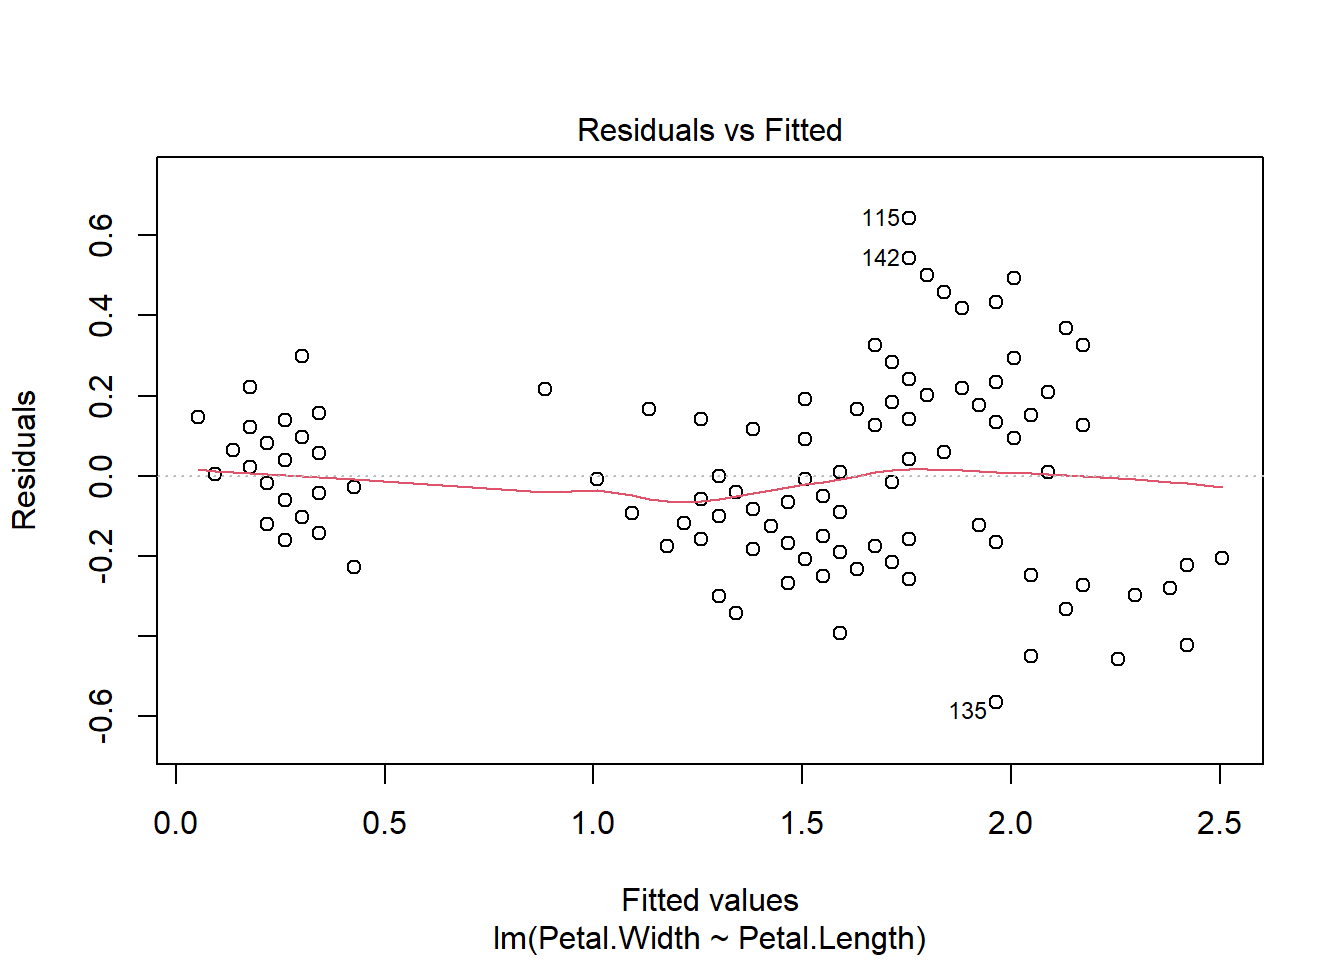 Residuals vs Fitted
Residuals
0.6
0.4
0.2
0.0
-0.2
-0.6
115
142
135
0.0 0.5 1.0 1.5 2.0 2.5
Fitted values
lm(Petal.Width ~ Petal.Length)